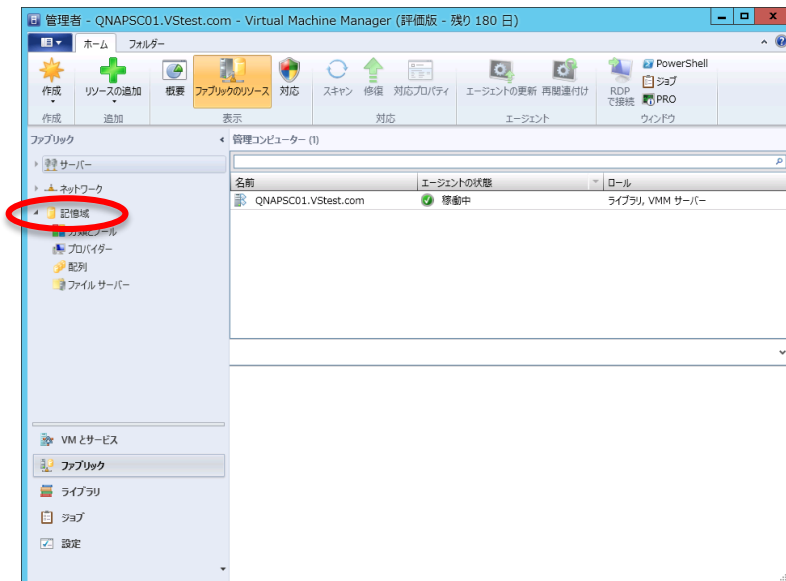 管理者 - QNAPSC01.VStest.com - Virtual Machine Manager (評価版 - 残り 180 日)
ホーム フォルダー
作成 リソースの追加 概要 ファブリックのリソース 対応 スキャン 修復 対応プロパティ エージェントの更新 再関連付け RDP で接続 PowerShell
ジョブ
PRO
作成 追加 表示 対応 エージェント ウィンドウ
ファブリック
サーバー
ネットワーク
記憶域
分類とプール
プロバイダー
配列
ファイル サーバー
管理コンピューター (1)
名前 エージェントの状態 ロール
QNAPSC01.VStest.com 稼働中 ライブラリ, VMM サーバー
VM とサービス
ファブリック
ライブラリ
ジョブ
設定